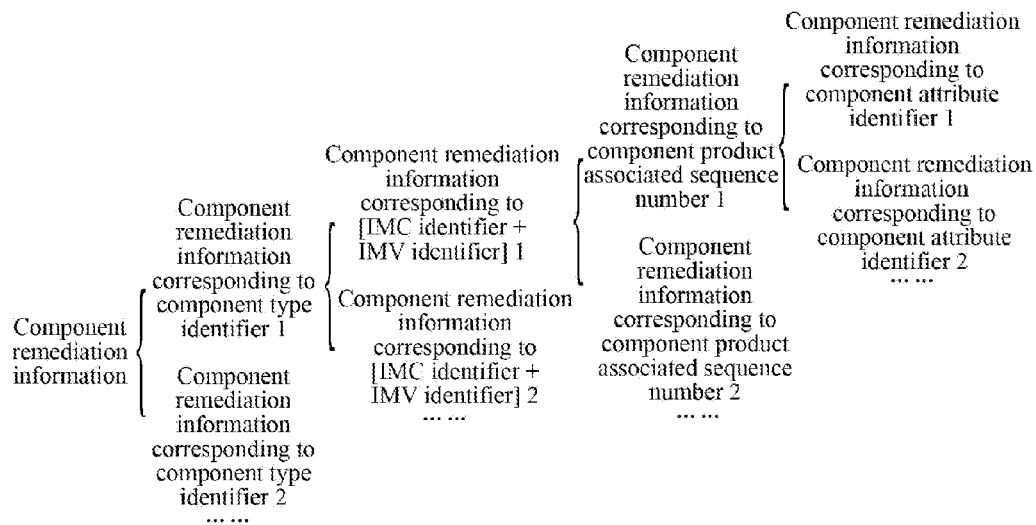 Component
remediation
information
Component
remediation
information
corresponding to
component type
identifier 1
Component
remediation
information
corresponding to
component type
identifier 2
... ...
Component remediation
information
corresponding to
[IMC identifier +
IMV identifier] 1
Component remediation
information
corresponding to
[IMC identifier +
IMV identifier] 2
... ...
Component
remediation
information
corresponding to
component product
associated sequence
number 1
Component
remediation
information
corresponding to
component product
associated sequence
number 2
... ...
Component remediation
information
corresponding to
component attribute
identifier 1
Component remediation
information
corresponding to
component attribute
identifier 2
... ...